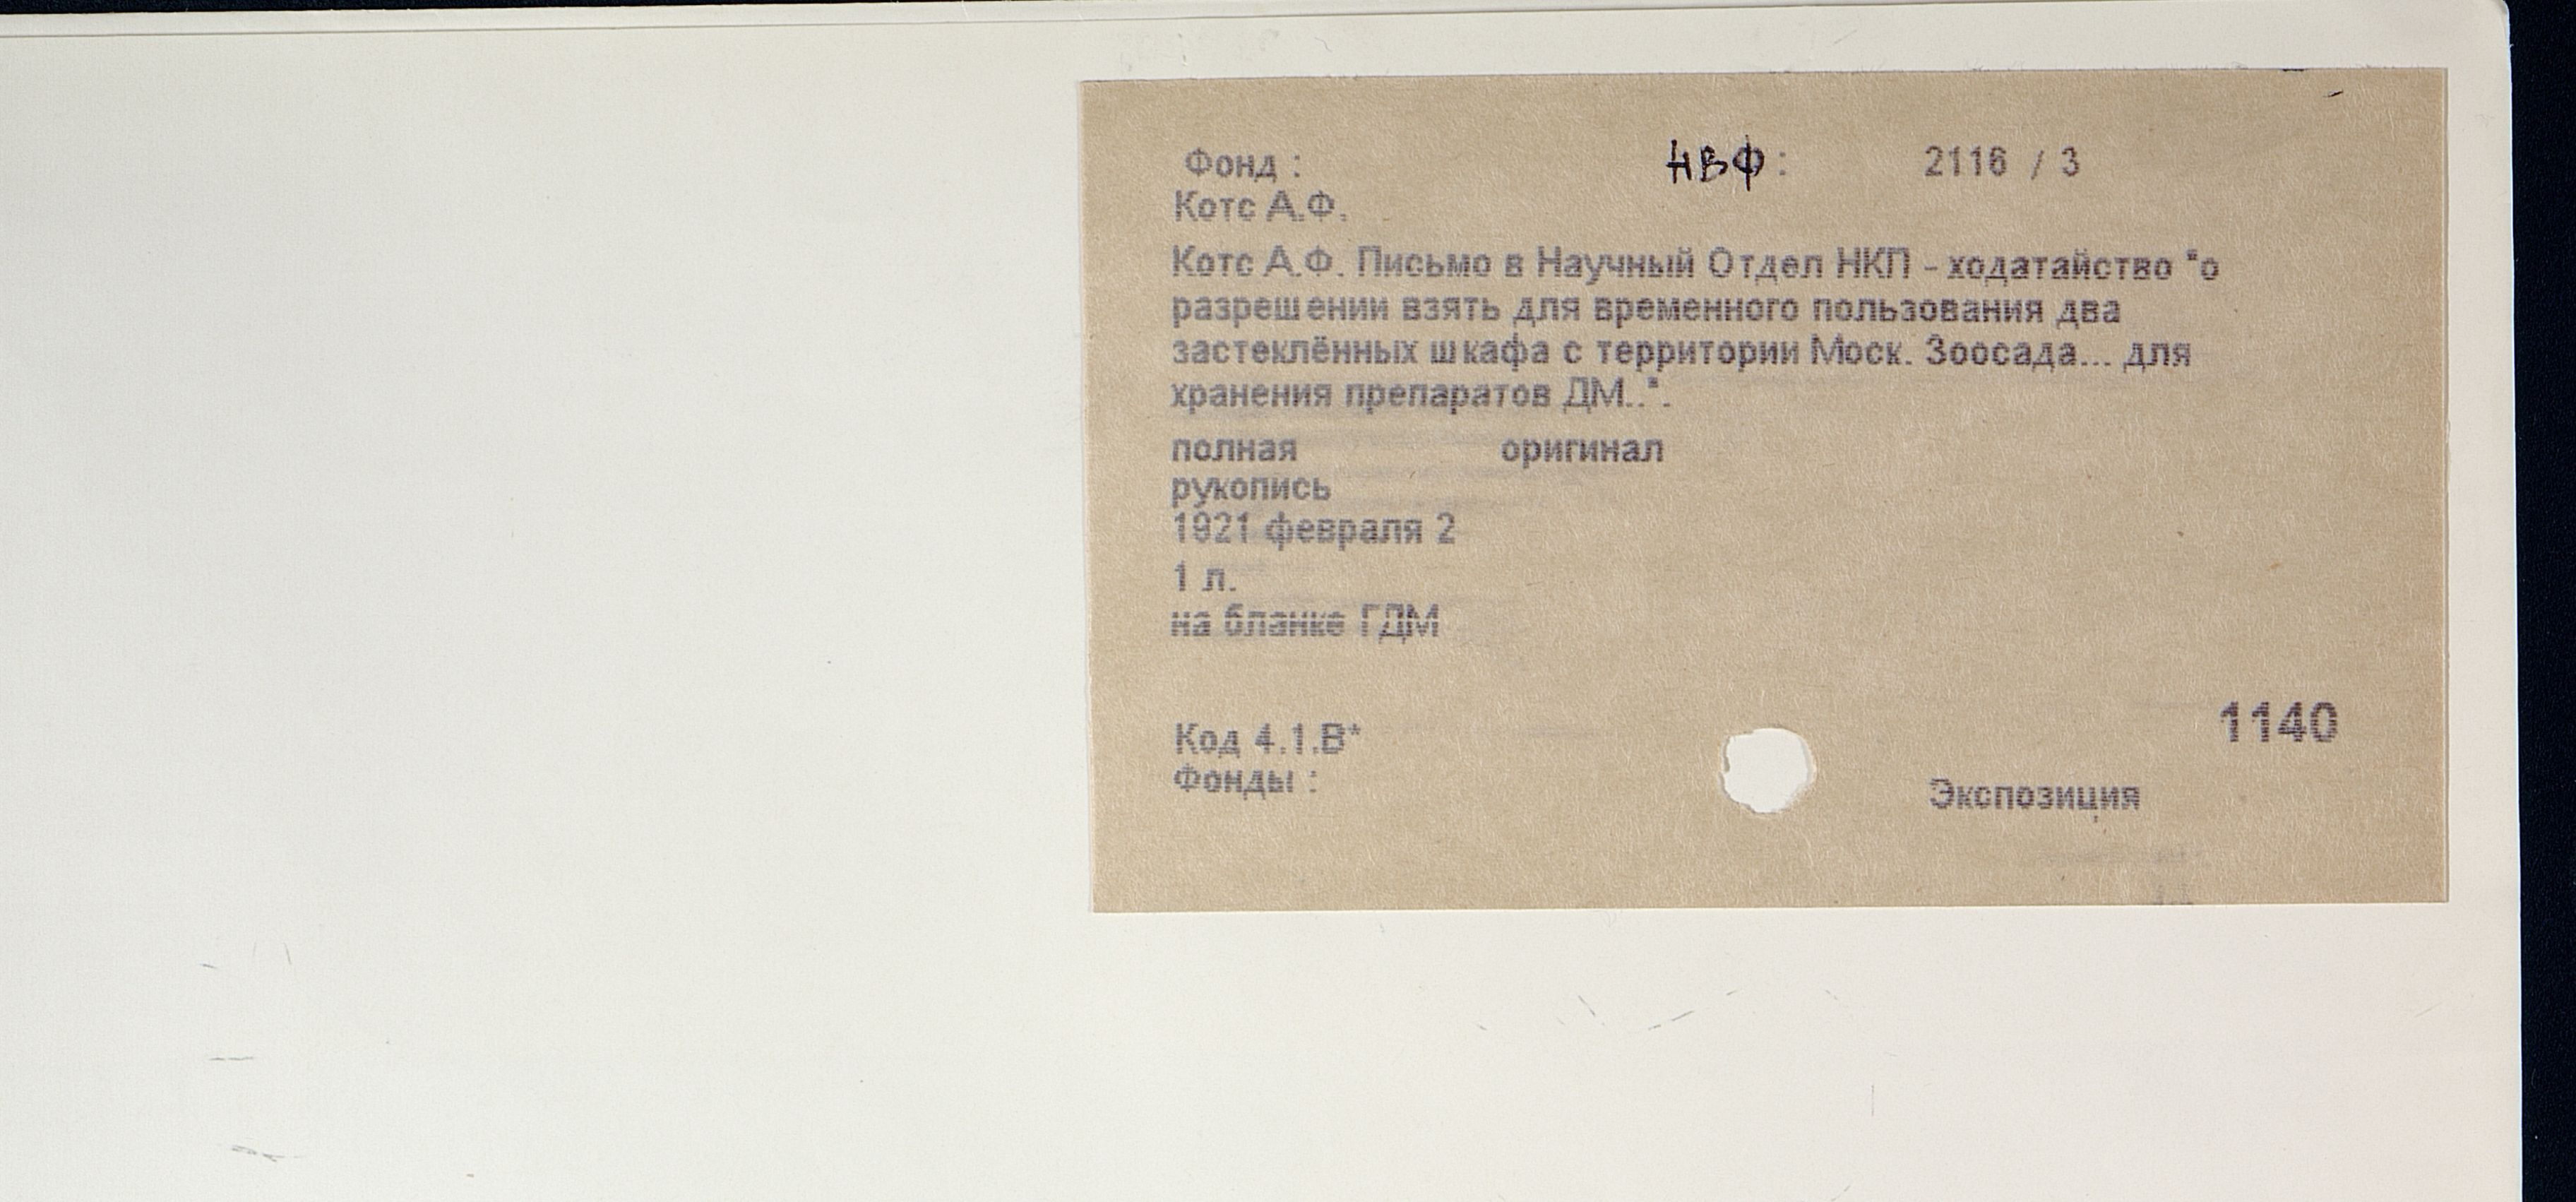 Фонд : НВФ: 2116 / 3
Котс А.Ф.
Котс А.Ф. Письмо в Научный Отдел НКП - ходатайство "о
разрешении взять для временного пользования два
застеклённых шкафа с территории Моск. Зоосада... для
хранения препаратов ДМ..".
полная оригинал
рукопись
1921 февраля 2
1 л.
на бланке ГДМ
1140
Код 4.1.В*
Фонды :
Экспозиция